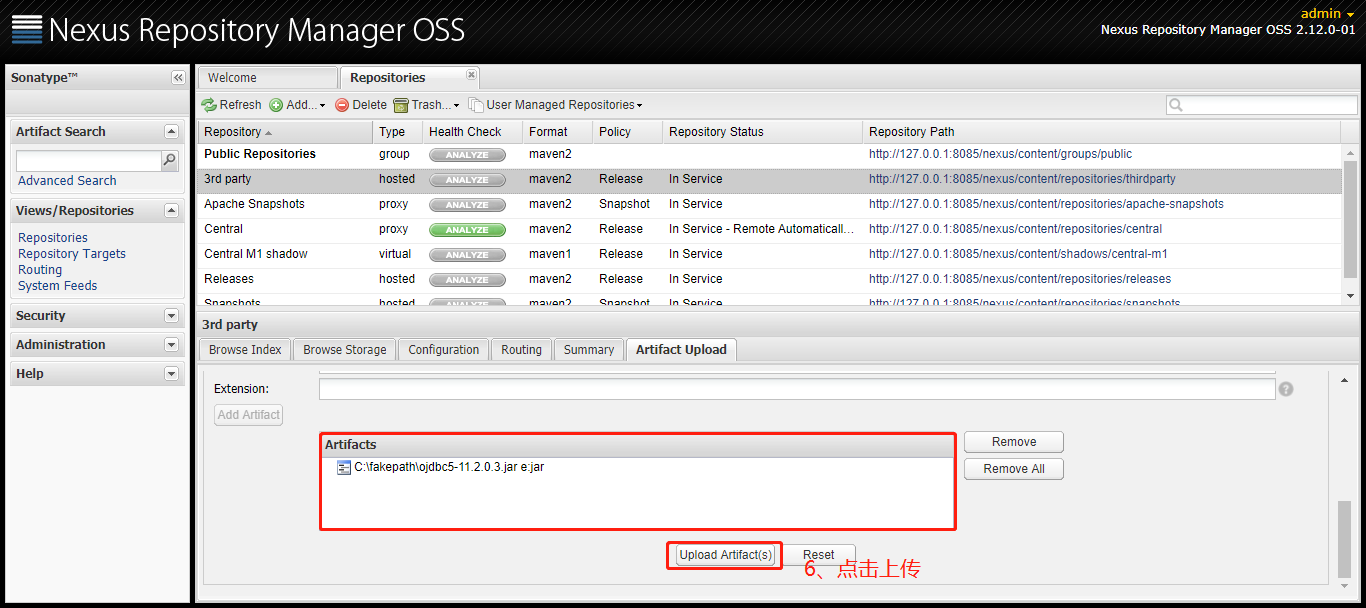 Nexus Repository Manager OSS
admin
Nexus Repository Manager OSS 2.12.0-01
Sonatype™
Welcome
Repositories
Refresh Add... Delete Trash... User Managed Repositories
Artifact Search
Advanced Search
Views/Repositories
Repositories
Repository Targets
Routing
System Feeds
Security
Administration
Help
Repository Type Health Check Format Policy Repository Status Repository Path
Public Repositories group ANALYZE maven2 http://127.0.0.1:8085/nexus/content/groups/public
3rd party hosted ANALYZE maven2 Release In Service http://127.0.0.1:8085/nexus/content/repositories/thirdparty
Apache Snapshots proxy ANALYZE maven2 Snapshot In Service http://127.0.0.1:8085/nexus/content/repositories/apache-snapshots
Central proxy ANALYZE maven2 Release In Service - Remote Automaticall... http://127.0.0.1:8085/nexus/content/repositories/central
Central M1 shadow virtual ANALYZE maven1 Release In Service http://127.0.0.1:8085/nexus/content/shadows/central-m1
Releases hosted ANALYZE maven2 Release In Service http://127.0.0.1:8085/nexus/content/repositories/releases
Snapshots hosted ANALYZE maven2 Snapshot In Service http://127.0.0.1:8085/nexus/content/repositories/snapshots
3rd party
Browse Index Browse Storage Configuration Routing Summary Artifact Upload
Extension:
Add Artifact
Artifacts
C:\fakepath\ojdbc5-11.2.0.3.jar e:jar
Remove
Remove All
Upload Artifact(s) Reset
6、点击上传